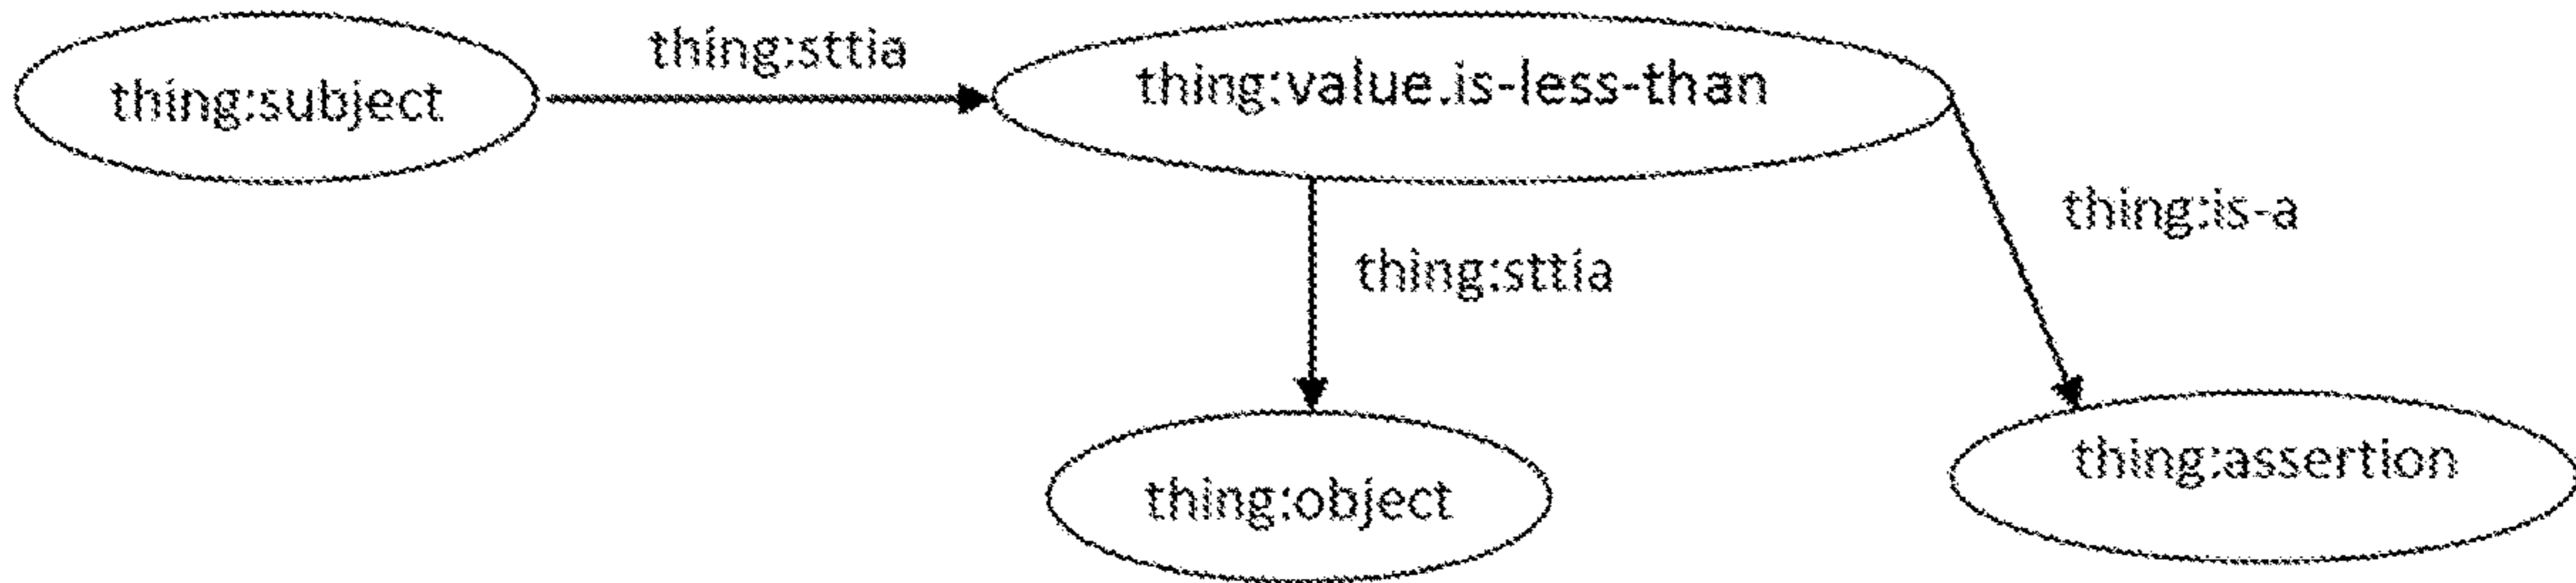 thing:sttia
thing:subject
thing:value.is-less-than
thing:is-a
thing:sttia
thing:assertion
thing:object